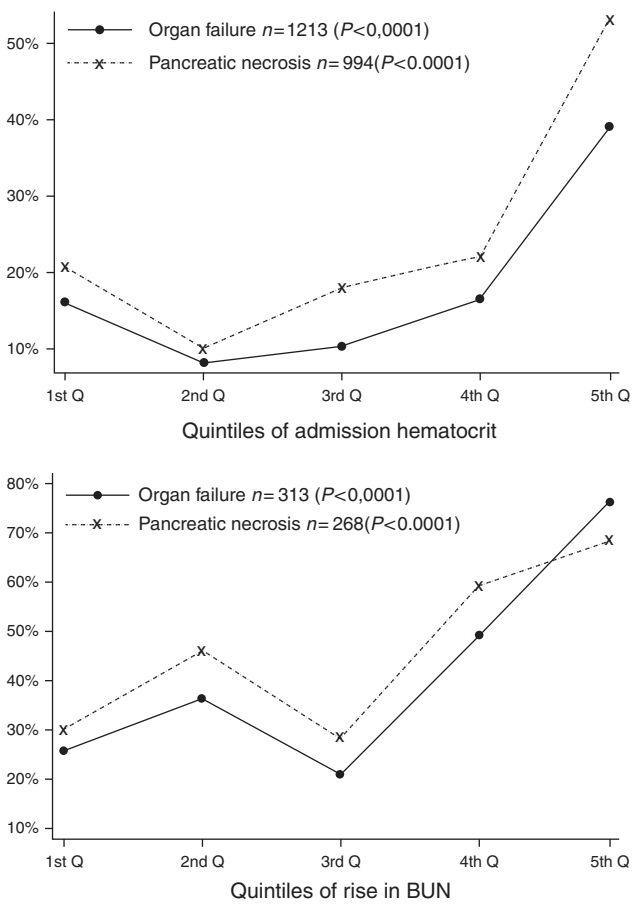 50%
40%
30%
20%
10%
Organ failure n=1213 (P<0,0001)
Pancreatic necrosis n=994(P<0.0001)
1st Q 2nd Q 3rd Q 4th Q 5th Q
Quintiles of admission hematocrit
80%
70%
60%
50%
40%
30%
20%
10%
Organ failure n=313 (P<0,0001)
Pancreatic necrosis n=268(P<0.0001)
1st Q 2nd Q 3rd Q 4th Q 5th Q
Quintiles of rise in BUN